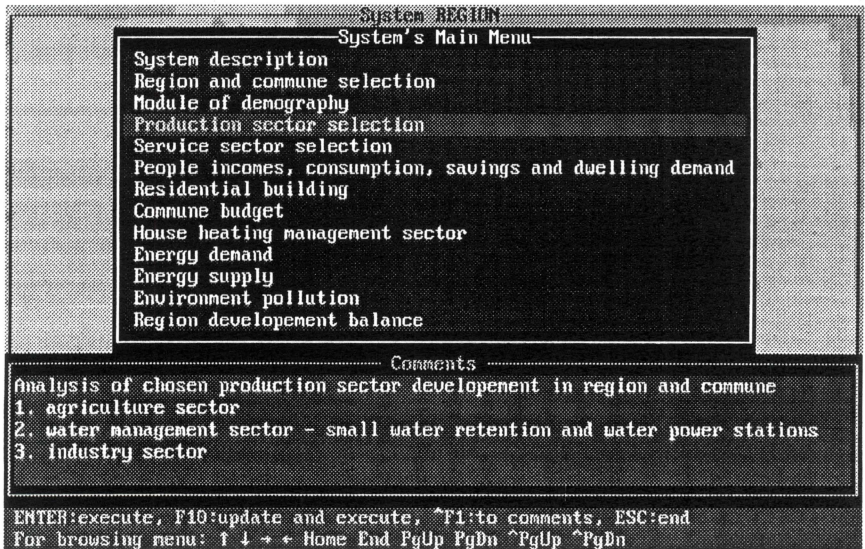 System REGION
System's Main Menu
System description
Region and commune selection
Module of demography
Production sector selection
Service sector selection
People incomes, consumption, savings and dwelling demand
Residential building
Commune budget
House heating management sector
Energy demand
Energy supply
Environment pollution
Region developement balance
Comments
Analysis of chosen production sector developement in region and commune
1. agriculture sector
2. water management sector - small water retention and water power stations
3. industry sector
ENTER:execute, F10:update and execute, ^F1:to comments, ESC:end
For browsing menu: ↑ ↓ → ← Home End PgUp PgDn ^PgUp ^PgDn